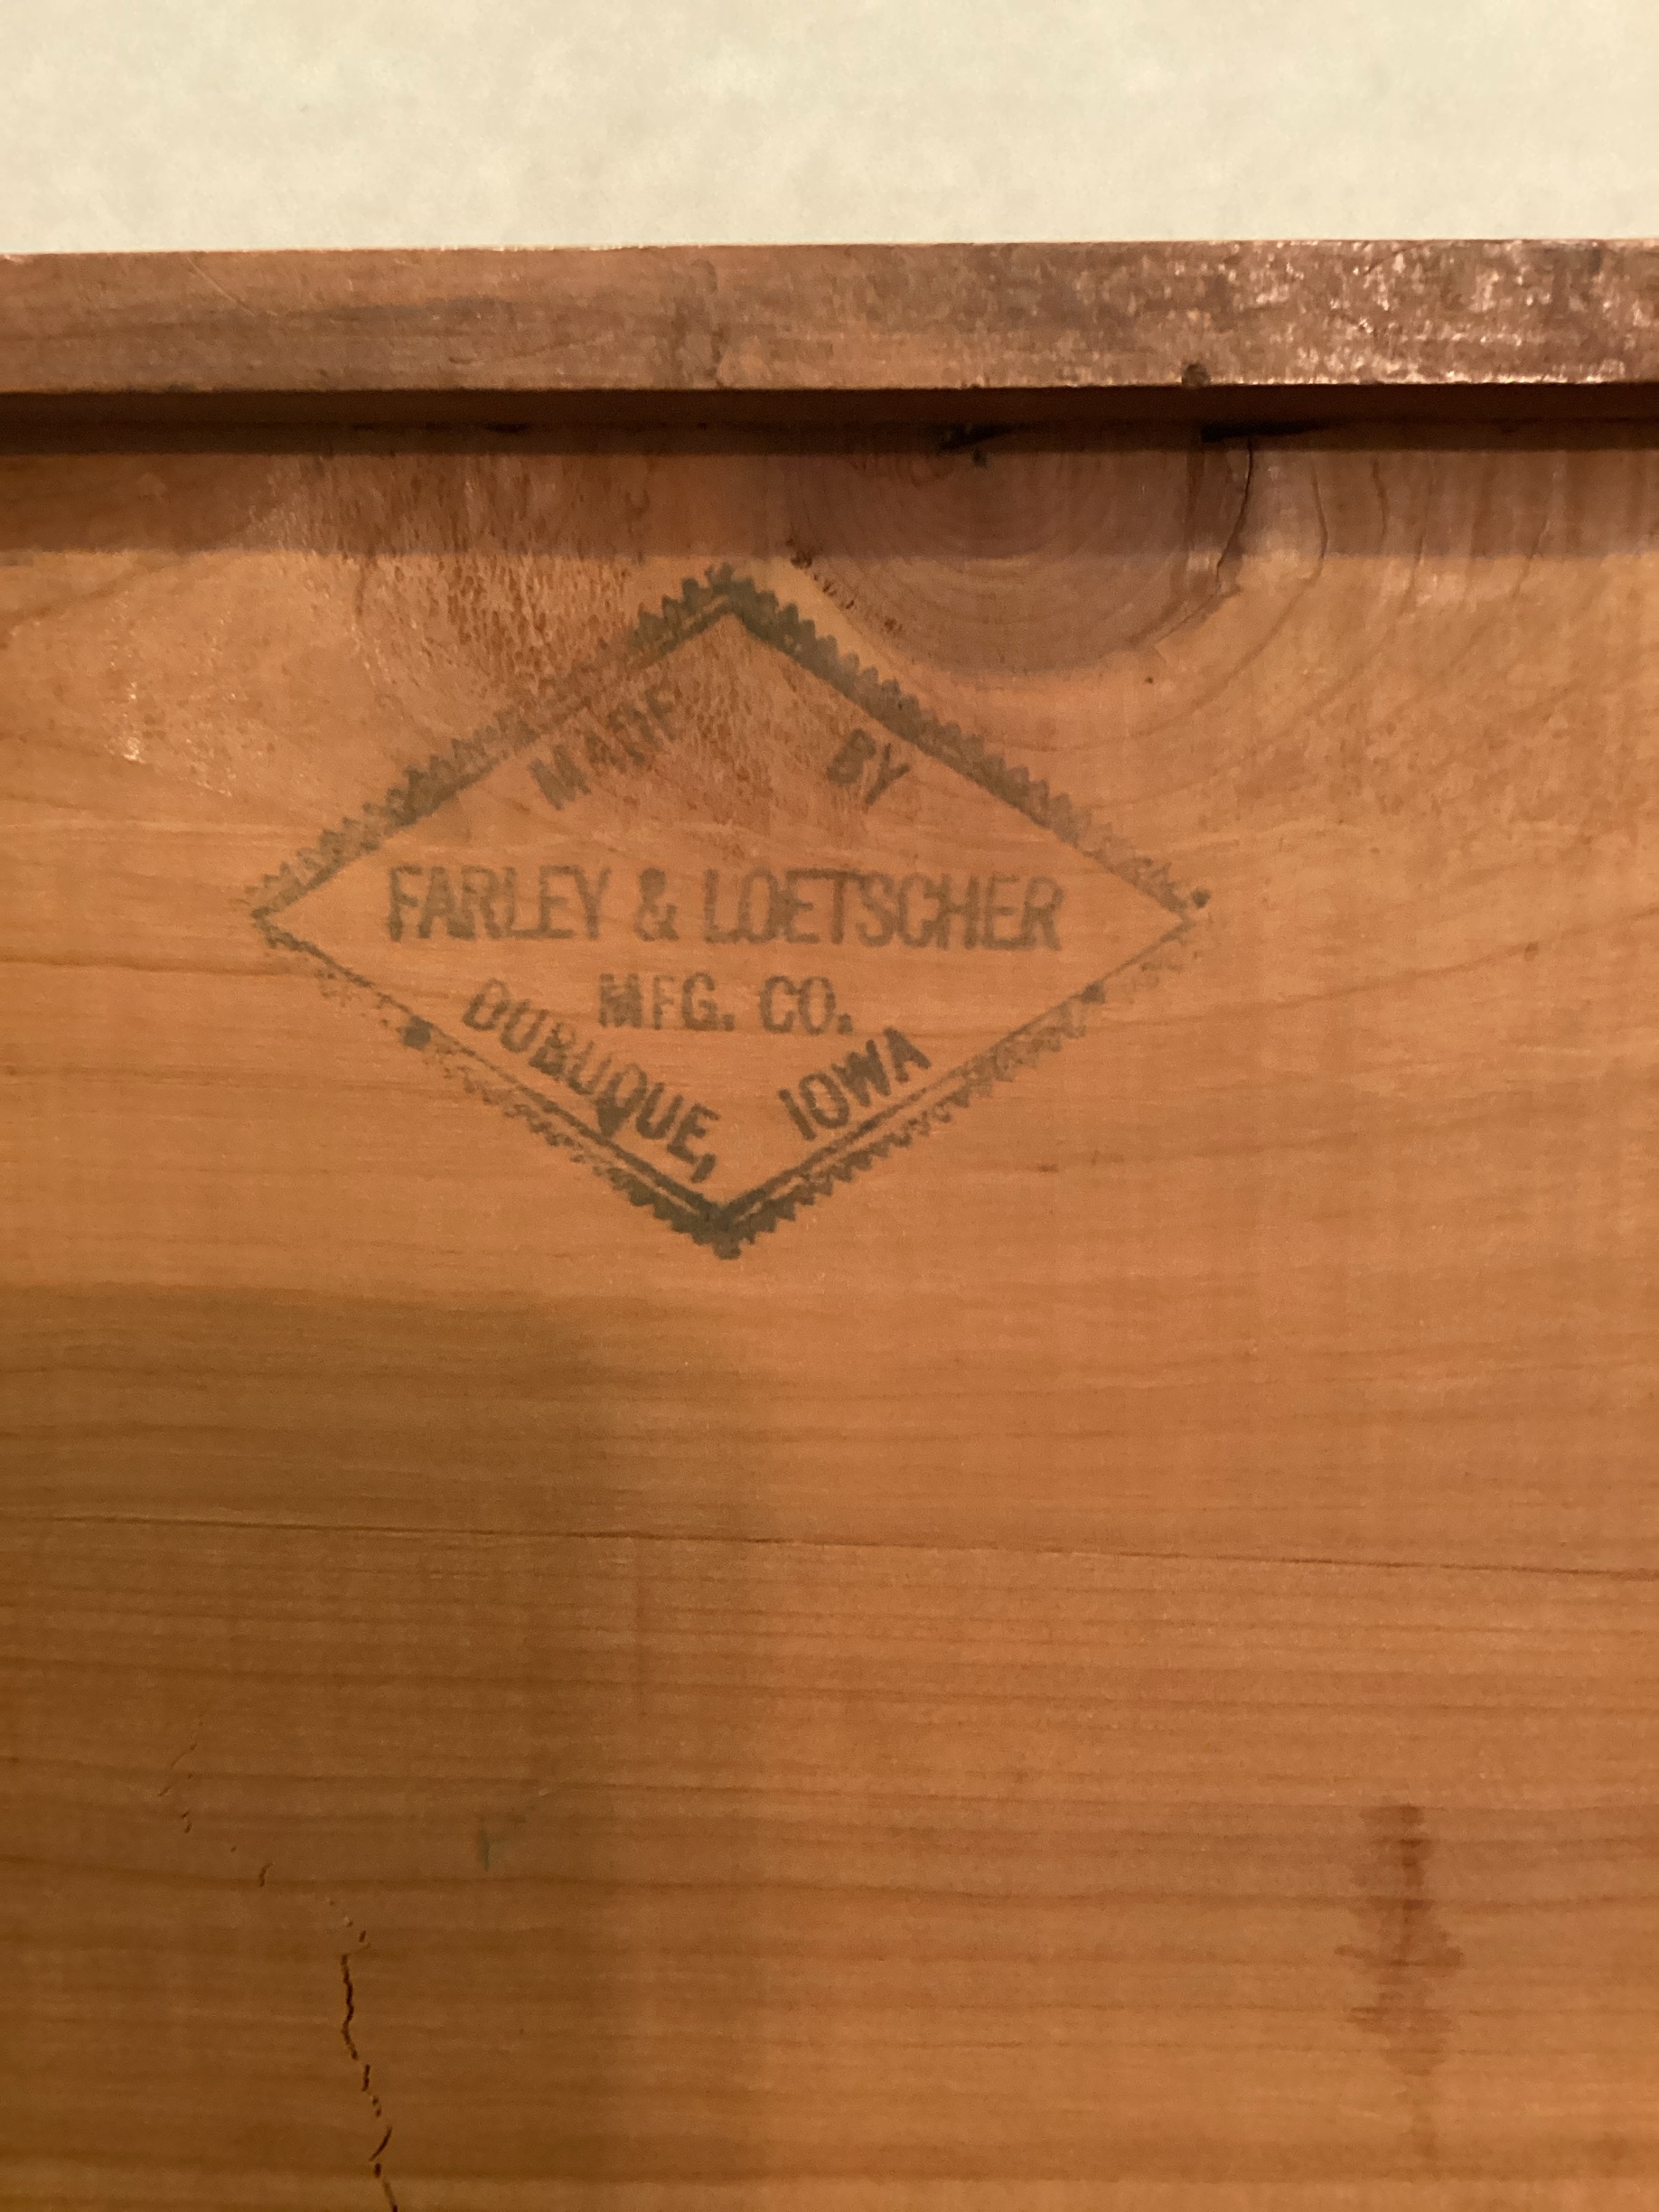 MADE BY
FARLEY & LOETSCHER
MFG. CO.
DUBUQUE, IOWA